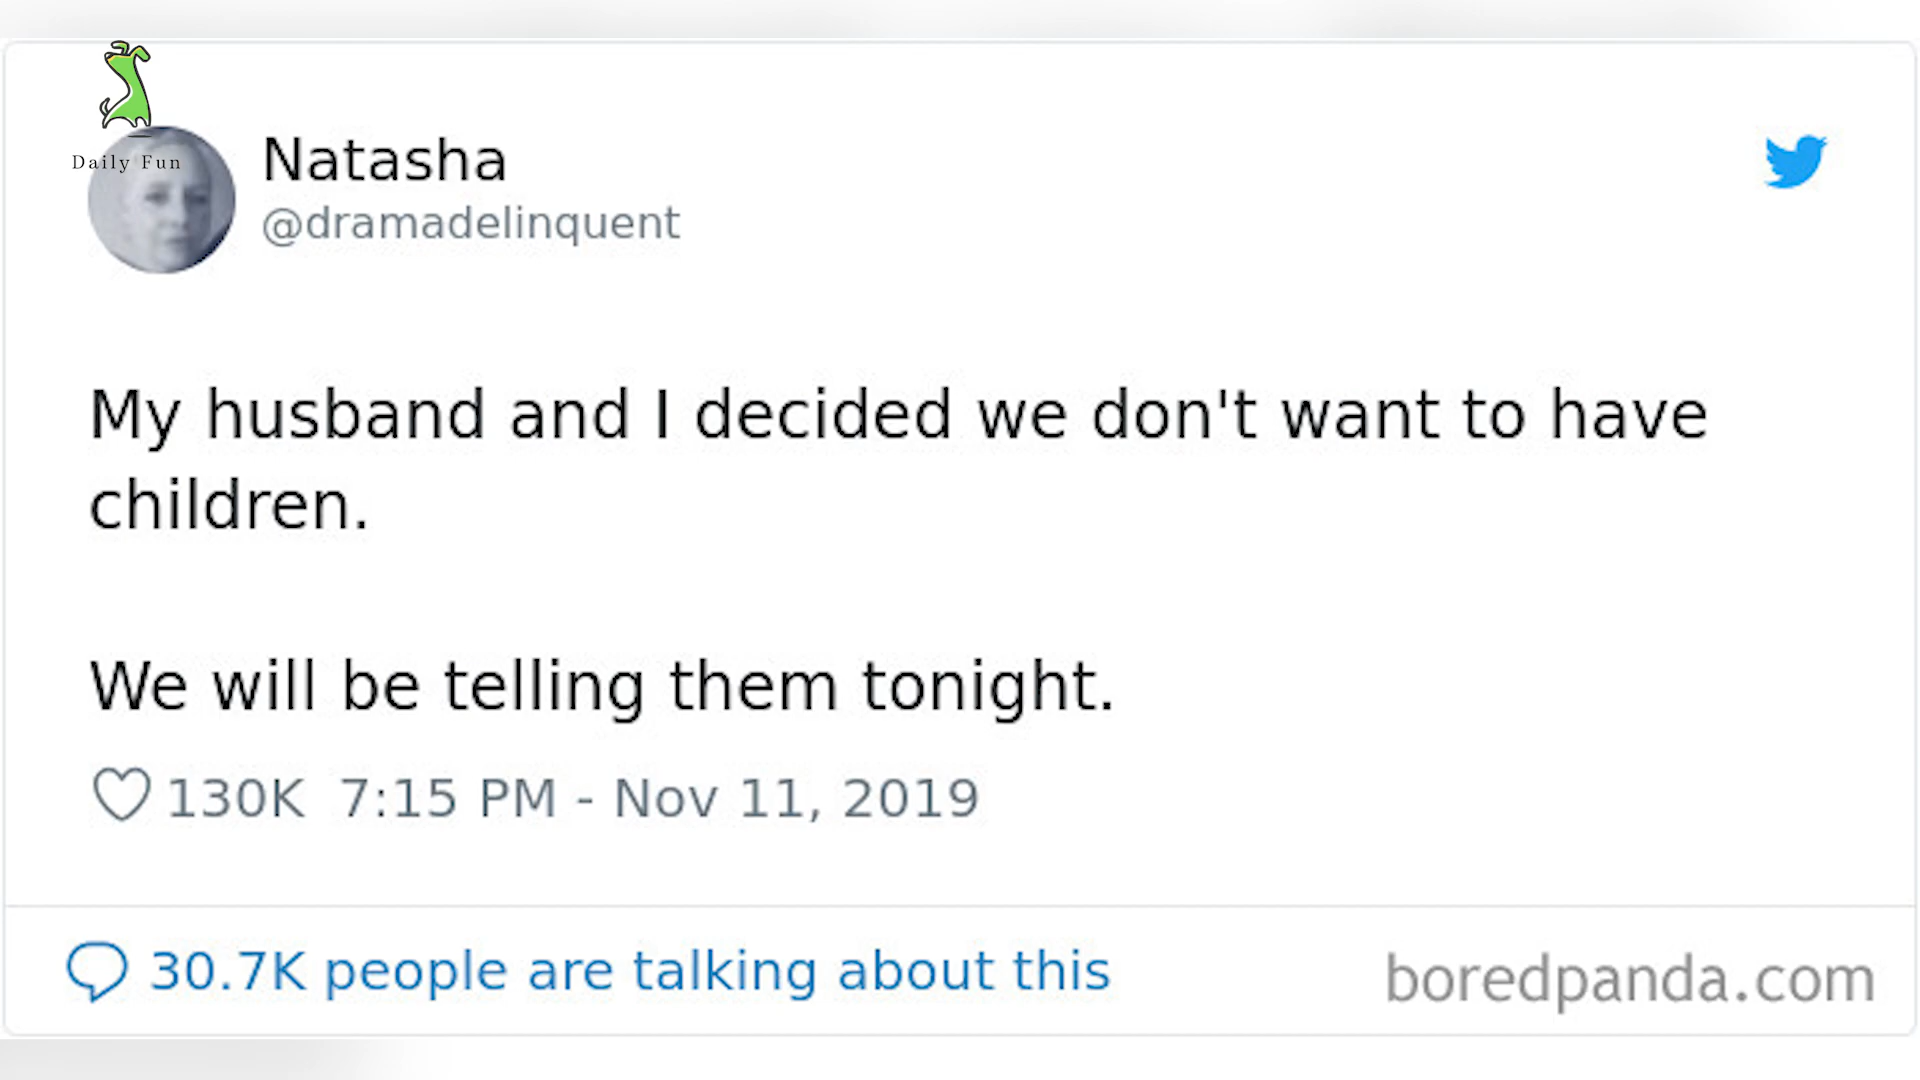 Daily Fun
Natasha
@dramadelinquent
My husband and I decided we don't want to have
children.
We will be telling them tonight.
130K 7:15 PM - Nov 11, 2019
30.7K people are talking about this
boredpanda.com